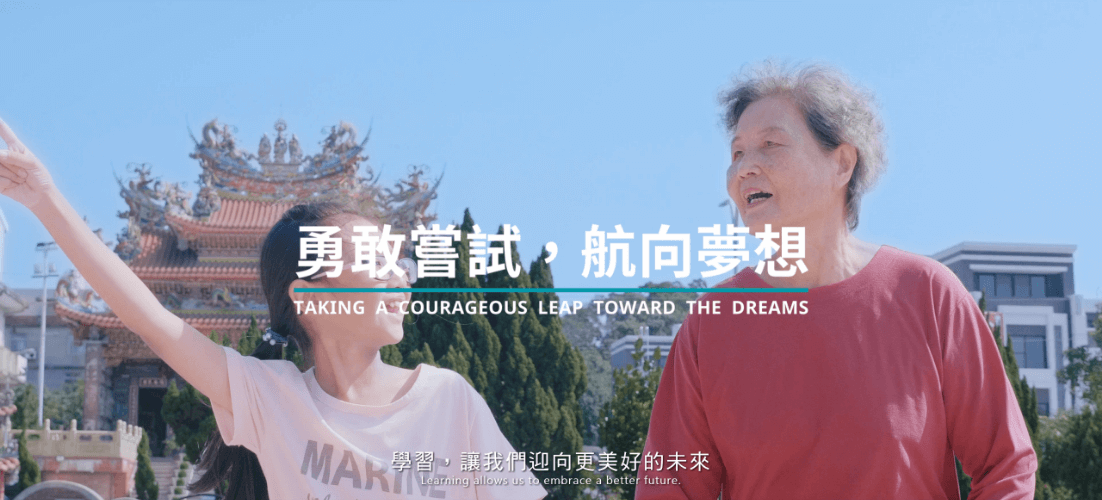 勇敢嘗試，航向夢想
TAKING A COURAGEOUS LEAP TOWARD THE DREAMS
MARINE
學習，讓我們迎向更美好的未來
Learning allows us to embrace a better future.